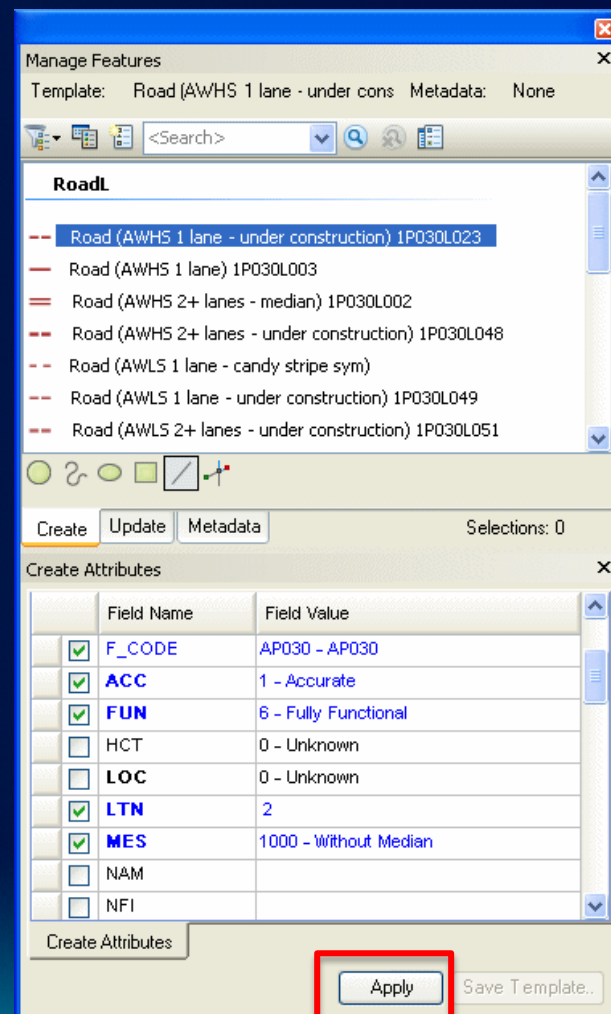 Manage Features
Template: Road (AWHS 1 lane - under cons Metadata: None
<Search>
RoadL
Road (AWHS 1 lane - under construction) 1P030L023
Road (AWHS 1 lane) 1P030L003
Road (AWHS 2+ lanes - median) 1P030L002
Road (AWHS 2+ lanes - under construction) 1P030L048
Road (AWLS 1 lane - candy stripe sym)
Road (AWLS 1 lane - under construction) 1P030L049
Road (AWLS 2+ lanes - under construction) 1P030L051
Create Update Metadata Selections: 0
Create Attributes
Field Name Field Value
F_CODE AP030 - AP030
ACC 1 - Accurate
FUN 6 - Fully Functional
HCT 0 - Unknown
LOC 0 - Unknown
LTN 2
MES 1000 - Without Median
NAM
NFI
Create Attributes
Apply Save Template..